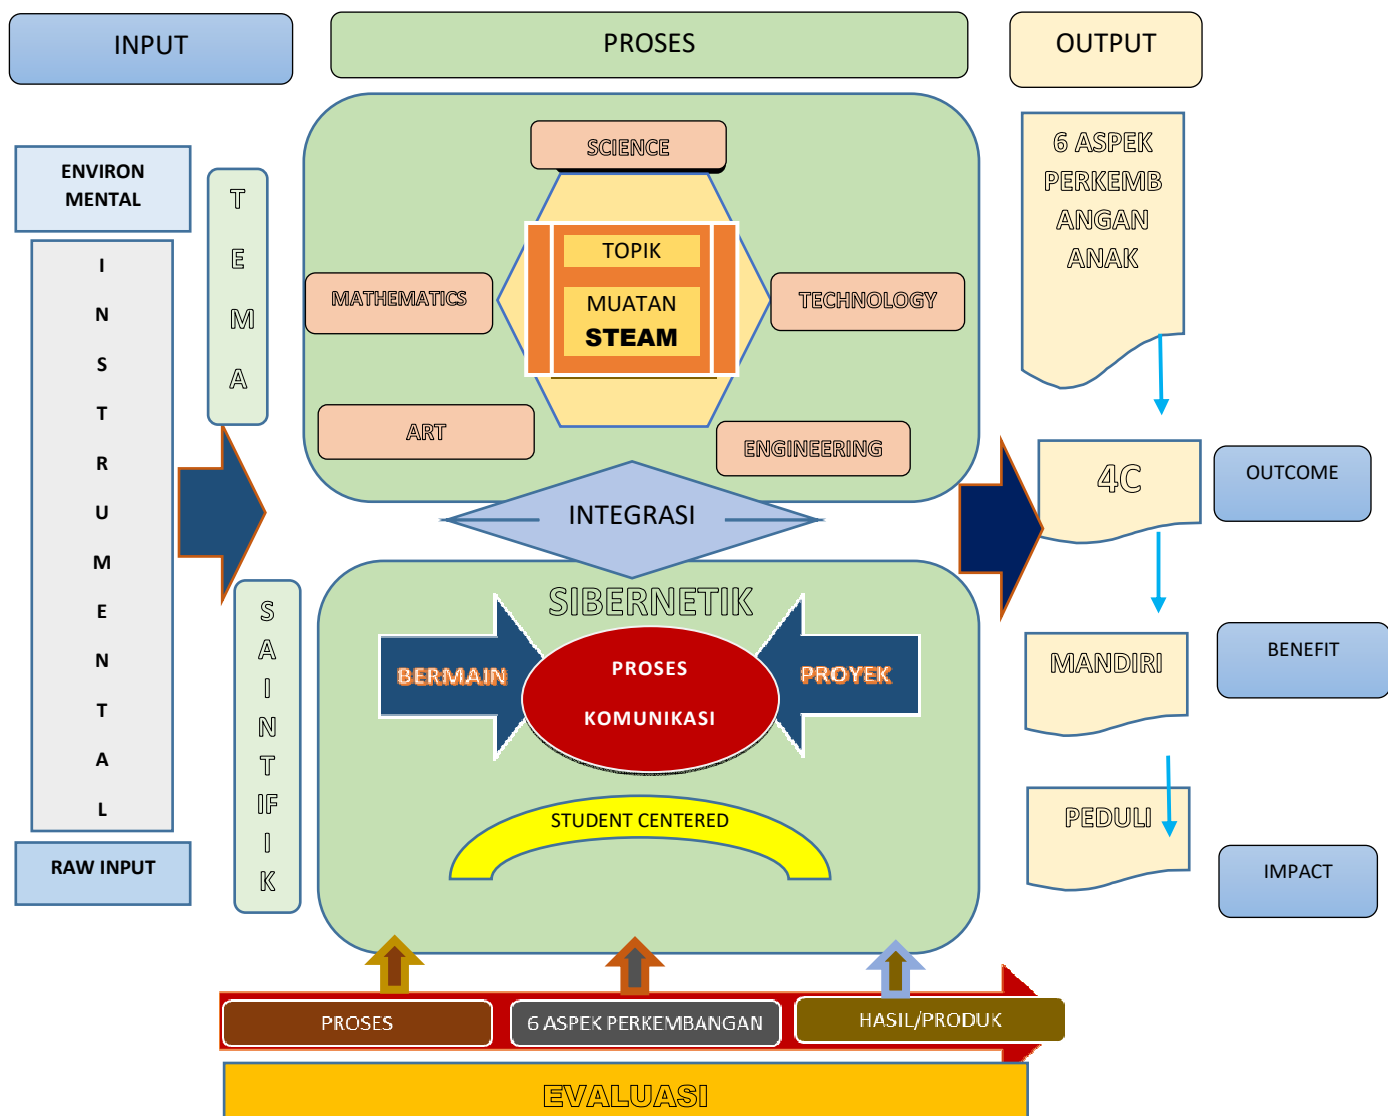 INPUT
PROSES
OUTPUT
ENVIRON
MENTAL
I
N
S
T
R
U
M
E
N
T
A
L
RAW INPUT
T
E
M
A
S
A
I
N
T
IF
I
K
SCIENCE
TOPIK
MATHEMATICS
TECHNOLOGY
MUATAN
STEAM
ART
ENGINEERING
INTEGRASI
SIBERNETIK
BERMAIN
PROSES
KOMUNIKASI
PROYEK
STUDENT CENTERED
6 ASPEK
PERKEMB
ANGAN
ANAK
4C
OUTCOME
MANDIRI
BENEFIT
PEDULI
IMPACT
PROSES
6 ASPEK PERKEMBANGAN
HASIL/PRODUK
EVALUASI